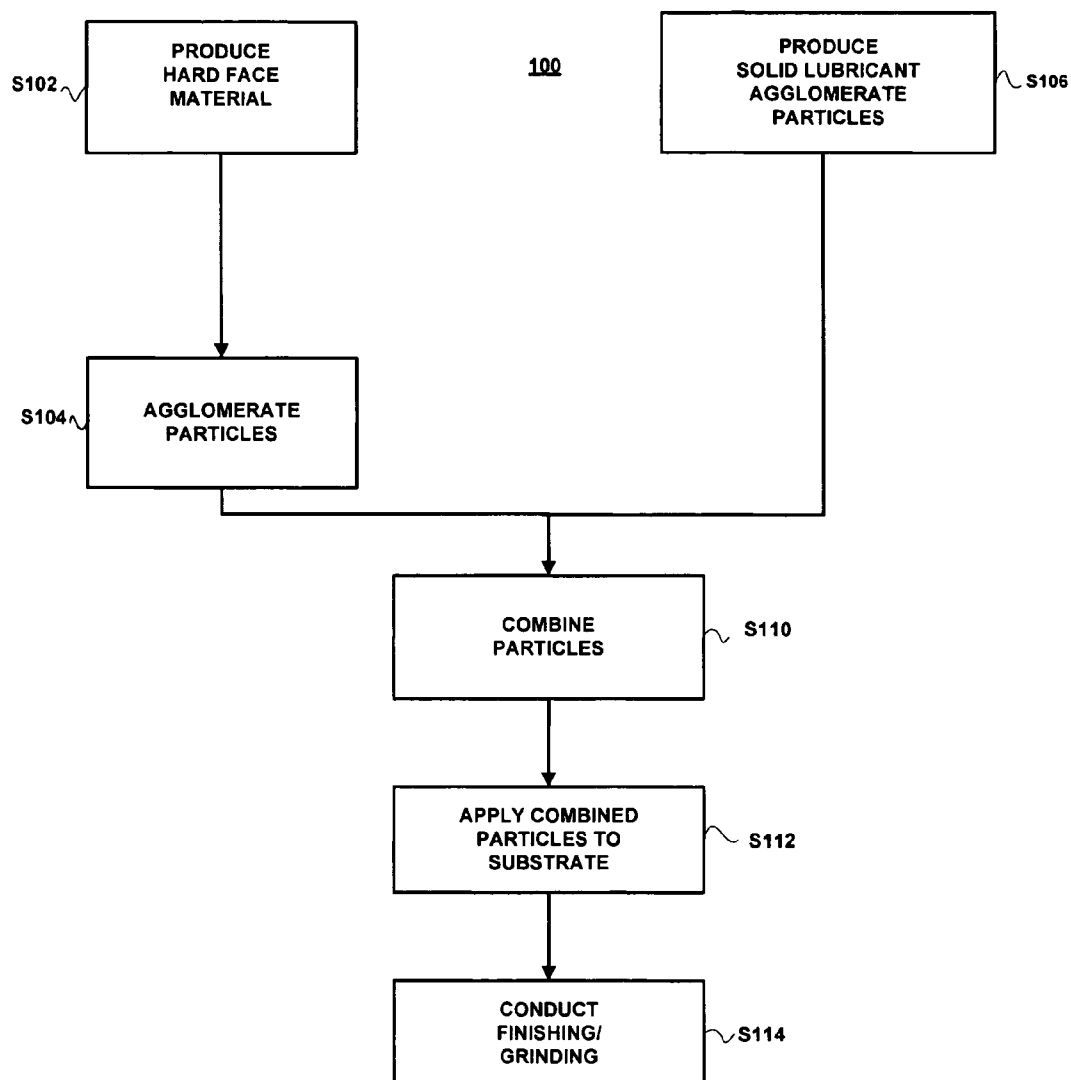 PRODUCE
HARD FACE
MATERIAL
S102
100
PRODUCE
SOLID LUBRICANT
AGGLOMERATE
PARTICLES
S106
AGGLOMERATE
PARTICLES
S104
COMBINE
PARTICLES
S110
APPLY COMBINED
PARTICLES TO
SUBSTRATE
S112
CONDUCT
FINISHING/
GRINDING
S114